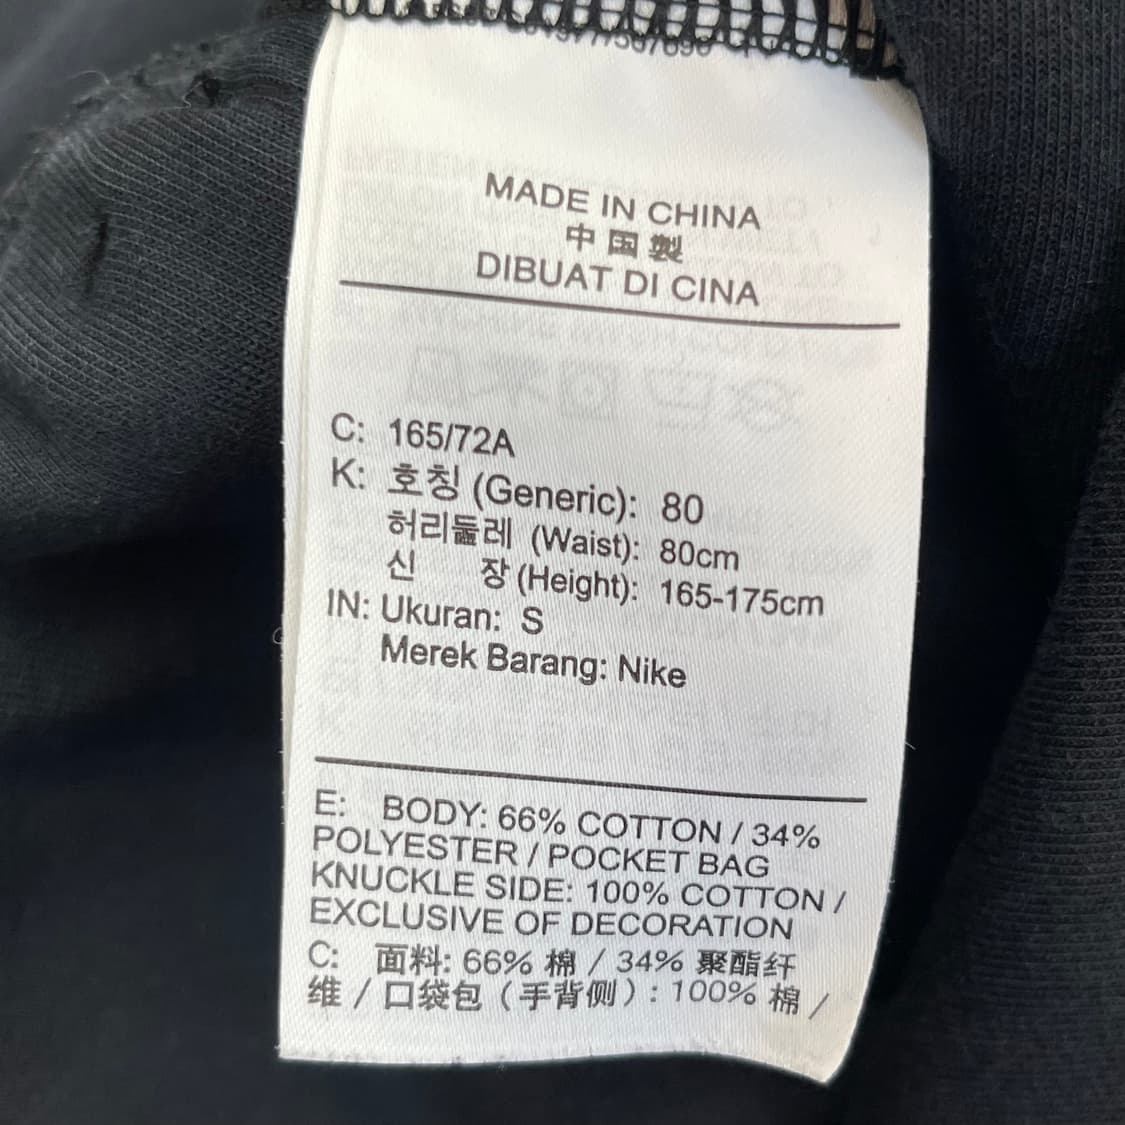 MADE IN CHINA
中国製
DIBUAT DI CINA
C: 165/72A
K: 호칭 (Generic): 80
허리둘레 (Waist): 80cm
신 장 (Height): 165-175cm
IN: Ukuran: S
Merek Barang: Nike
E: BODY: 66% COTTON / 34%
POLYESTER / POCKET BAG
KNUCKLE SIDE: 100% COTTON /
EXCLUSIVE OF DECORATION
C: 面料: 66% 棉 / 34% 聚酯纤
维 / 口袋包（手背侧）: 100% 棉 /